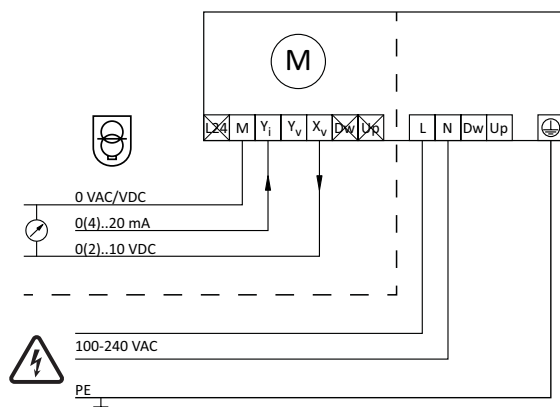 M
L24 M Yi Yv Xv Dw Up L N Dw Up
0 VAC/VDC
0(4)..20 mA
0(2)..10 VDC
100-240 VAC
PE